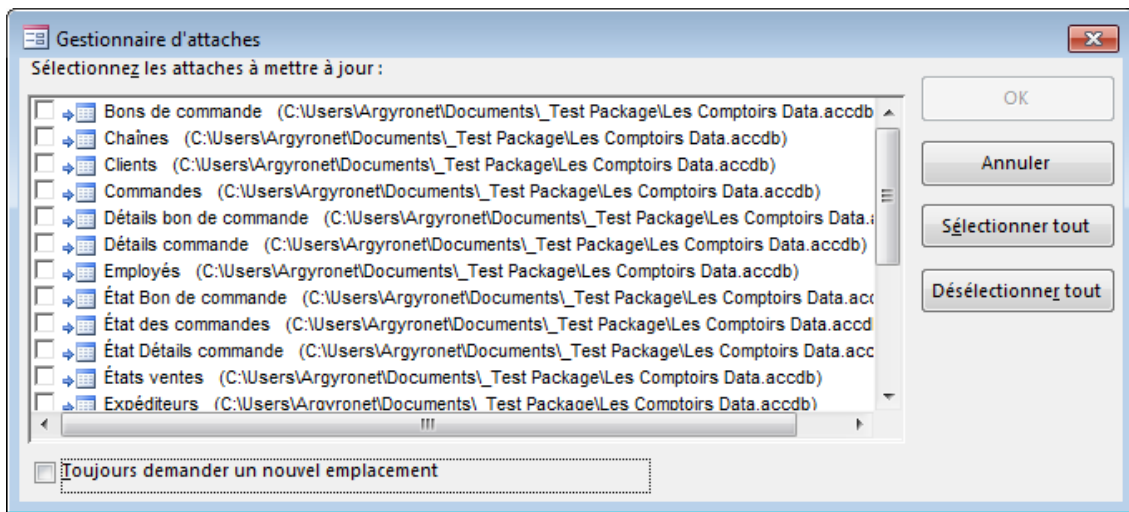 Gestionnaire d'attaches
Sélectionnez les attaches à mettre à jour :
Bons de commande (C:\Users\Argyronet\Documents\_Test Package\Les Comptoirs Data.accdb
Chaînes (C:\Users\Argyronet\Documents\_Test Package\Les Comptoirs Data.accdb)
Clients (C:\Users\Argyronet\Documents\_Test Package\Les Comptoirs Data.accdb)
Commandes (C:\Users\Argyronet\Documents\_Test Package\Les Comptoirs Data.accdb)
Détails bon de commande (C:\Users\Argyronet\Documents\_Test Package\Les Comptoirs Data.
Détails commande (C:\Users\Argyronet\Documents\_Test Package\Les Comptoirs Data.accdb)
Employés (C:\Users\Argyronet\Documents\_Test Package\Les Comptoirs Data.accdb)
État Bon de commande (C:\Users\Argyronet\Documents\_Test Package\Les Comptoirs Data.acc
État des commandes (C:\Users\Argyronet\Documents\_Test Package\Les Comptoirs Data.accd
État Détails commande (C:\Users\Argyronet\Documents\_Test Package\Les Comptoirs Data.acc
États ventes (C:\Users\Argyronet\Documents\_Test Package\Les Comptoirs Data.accdb)
Expéditeurs (C:\Users\Argyronet\Documents\_Test Package\Les Comptoirs Data.accdb)
Toujours demander un nouvel emplacement
OK
Annuler
Sélectionner tout
Désélectionner tout